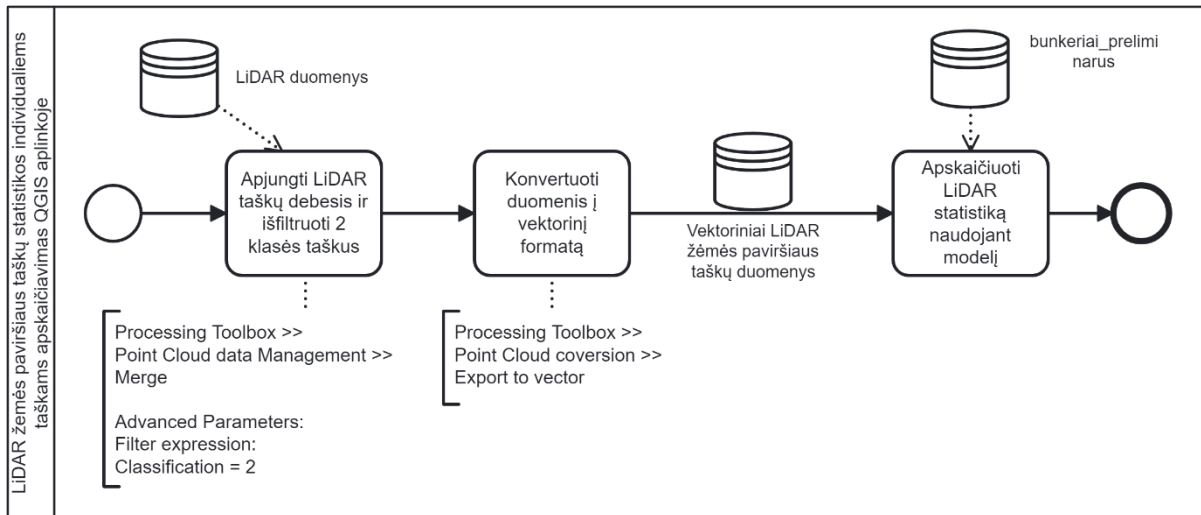 LiDAR žemės paviršiaus taškų statistikos individualiems
taškams apskaičiavimas QGIS aplinkoje
LiDAR duomenys
bunkeriai_prelimi
narus
Apjungti LiDAR
taškų debesis ir
išfiltruoti 2
klasės taškus
Konvertuoti
duomenis į
vektorinį
formatą
Vektoriniai LiDAR
žėmės paviršiaus
taškų duomenys
Apskaičiuoti
LiDAR
statistiką
naudojant
modelį
Processing Toolbox >>
Point Cloud data Management >>
Merge
Advanced Parameters:
Filter expression:
Classification = 2
Processing Toolbox >>
Point Cloud coversion >>
Export to vector